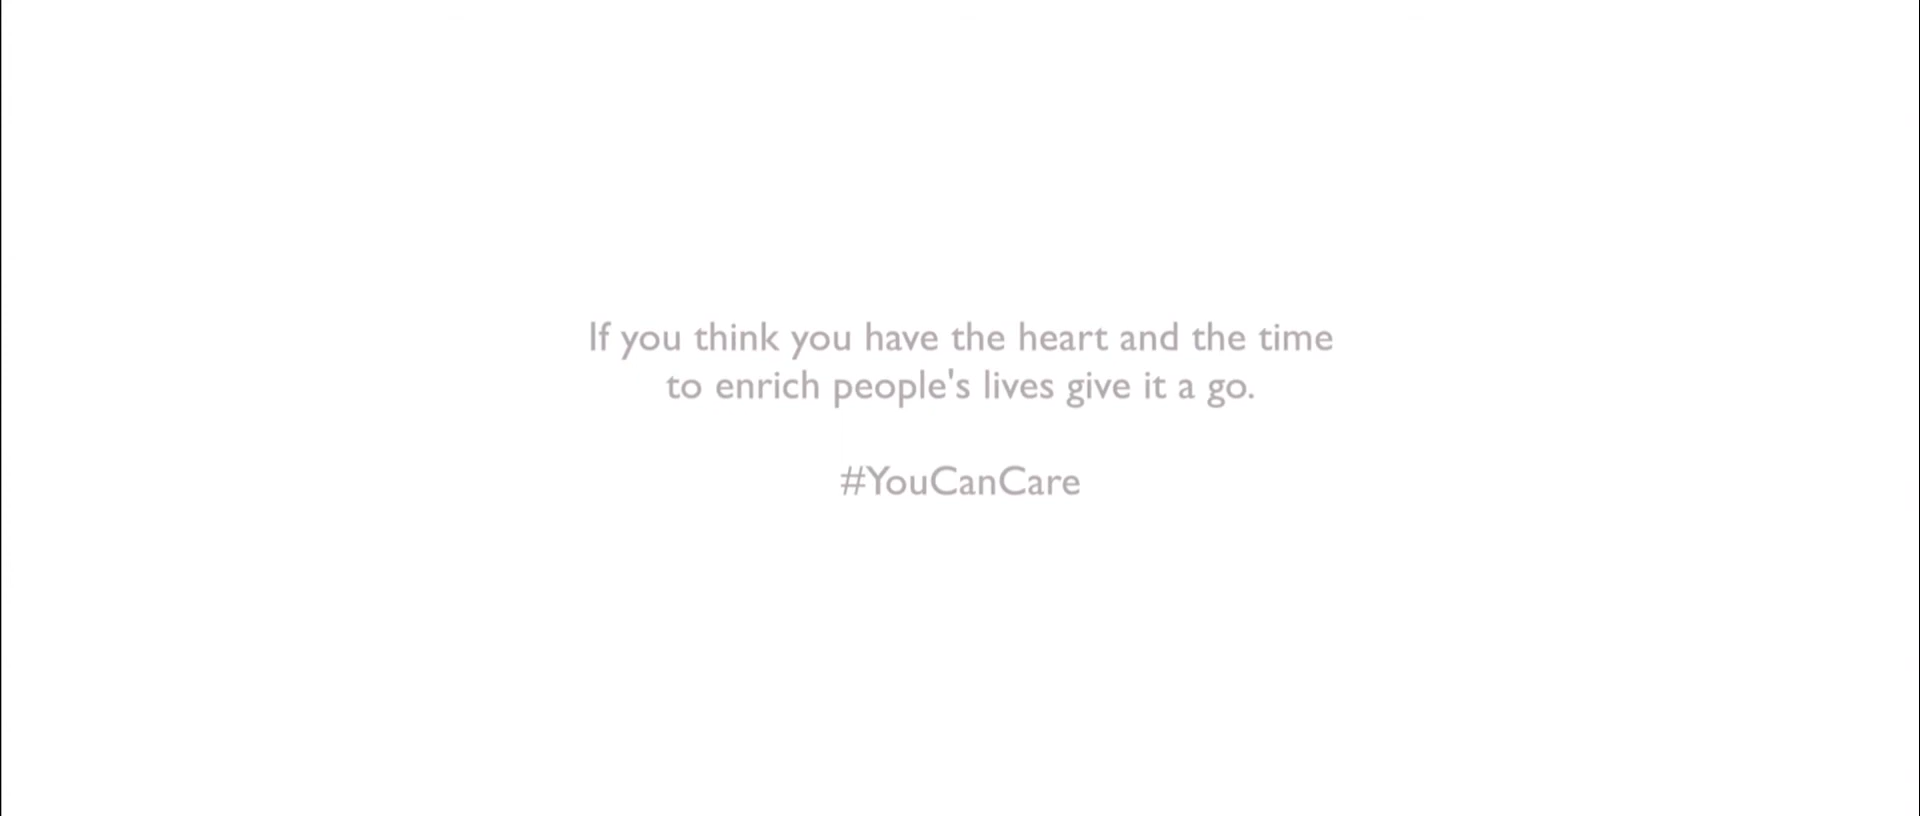 If you think you have the heart and the time
to enrich people's lives give it a go.
#YouCanCare